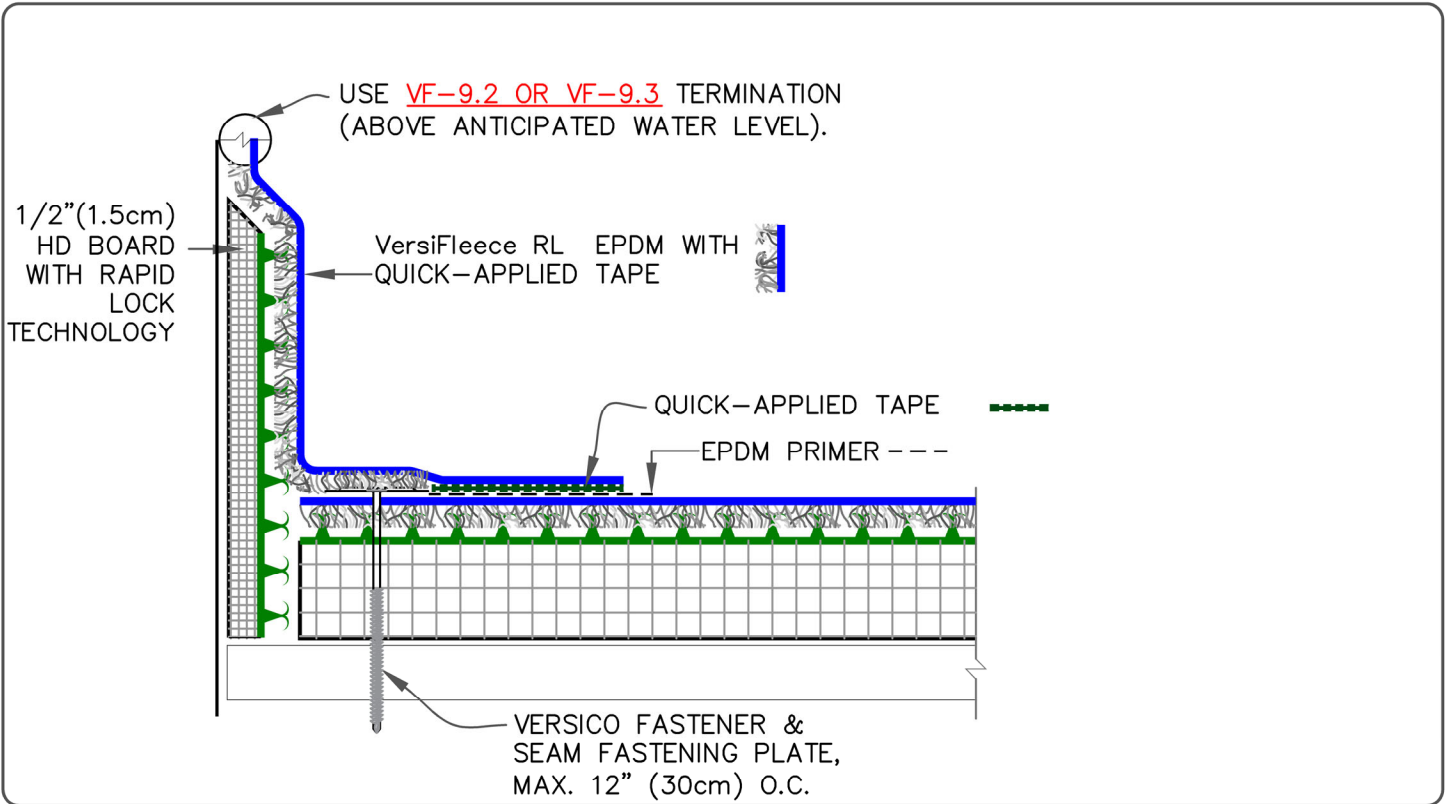 USE VF-9.2 OR VF-9.3 TERMINATION
(ABOVE ANTICIPATED WATER LEVEL).
1/2"(1.5cm)
HD BOARD
WITH RAPID
LOCK
TECHNOLOGY
VersiFleece RL EPDM WITH
QUICK-APPLIED TAPE
QUICK-APPLIED TAPE
EPDM PRIMER
VERSICO FASTENER &
SEAM FASTENING PLATE,
MAX. 12" (30cm) O.C.